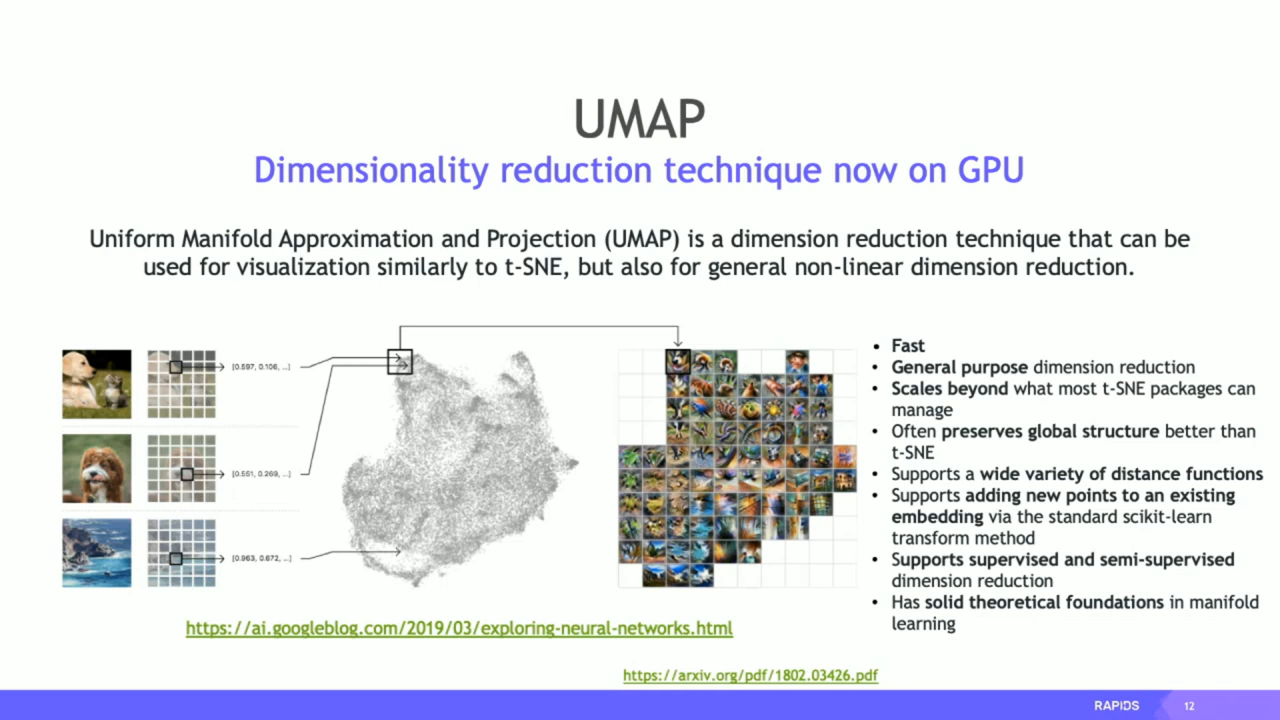 UMAP
Dimensionality reduction technique now on GPU
Uniform Manifold Approximation and Projection (UMAP) is a dimension reduction technique that can be
used for visualization similarly to t-SNE, but also for general non-linear dimension reduction.
[0.597, 0.106, ...]
[0.551, 0.269, ...]
[0.963, 0.672, ...]
• Fast
• General purpose dimension reduction
• Scales beyond what most t-SNE packages can
manage
• Often preserves global structure better than
t-SNE
• Supports a wide variety of distance functions
• Supports adding new points to an existing
embedding via the standard scikit-learn
transform method
• Supports supervised and semi-supervised
dimension reduction
• Has solid theoretical foundations in manifold
learning
https://ai.googleblog.com/2019/03/exploring-neural-networks.html
https://arxiv.org/pdf/1802.03426.pdf
RAPIDS 12